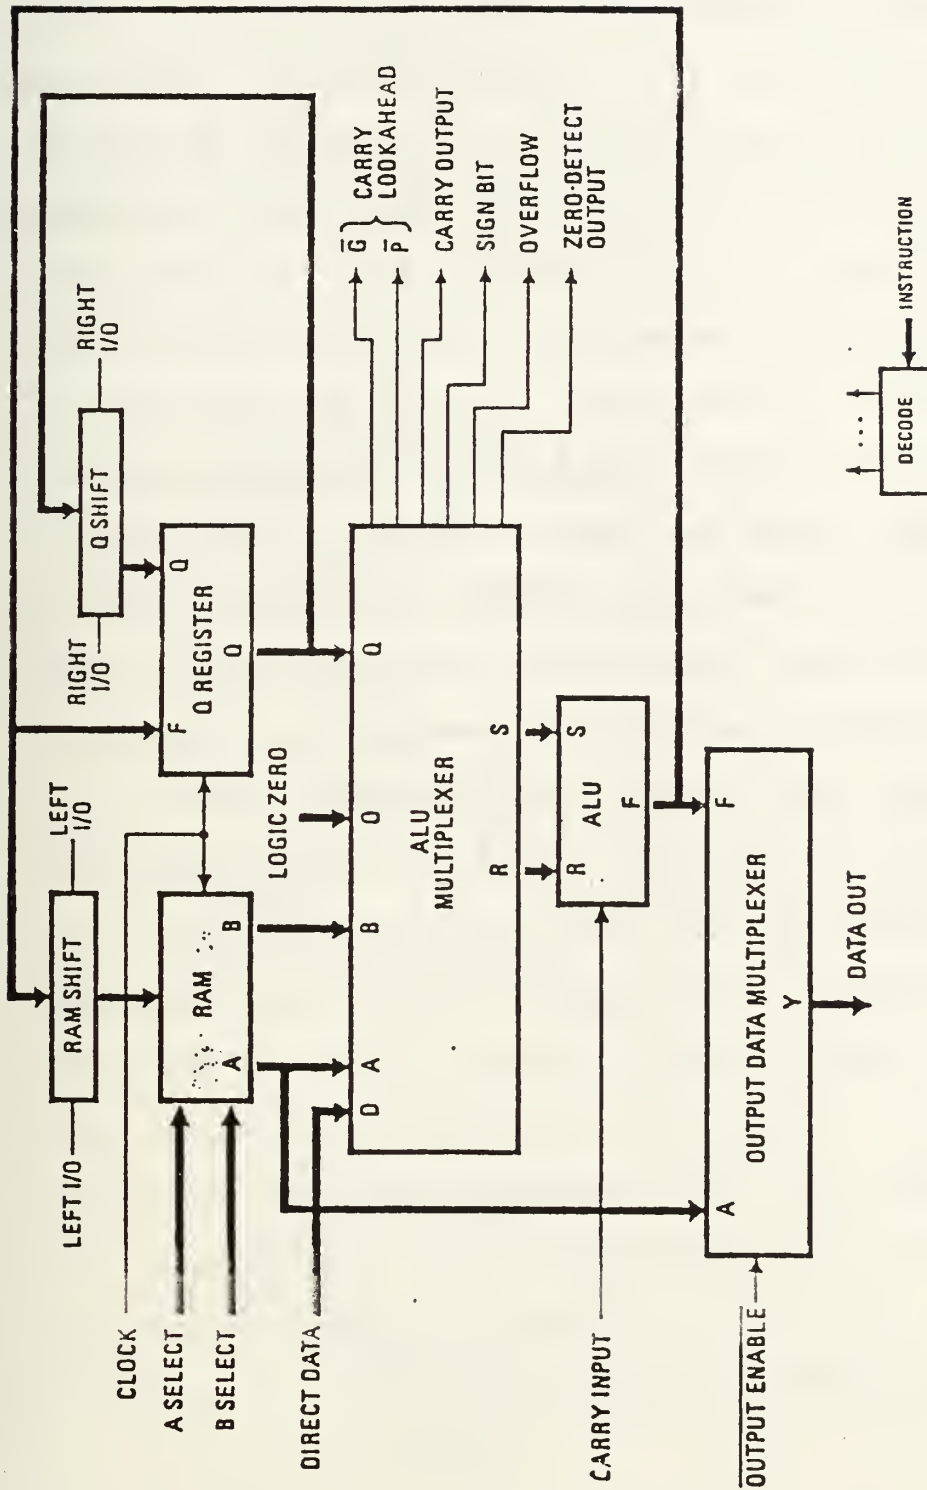 LEFT I/O
RAM SHIFT
LEFT
I/O
RIGHT
I/O
Q SHIFT
RIGHT
I/O
CLOCK
A SELECT
B SELECT
RAM
A
B
F
Q
Q REGISTER
Q
DIRECT DATA
LOGIC ZERO
D
A
B
O
Q
ALU
MULTIPLEXER
R
S
G̅
P̅
CARRY
LOOKAHEAD
CARRY OUTPUT
SIGN BIT
OVERFLOW
ZERO-DETECT
OUTPUT
CARRY INPUT
R
S
ALU
F
OUTPUT ENABLE
A
F
OUTPUT DATA MULTIPLEXER
Y
DATA OUT
DECODE
INSTRUCTION